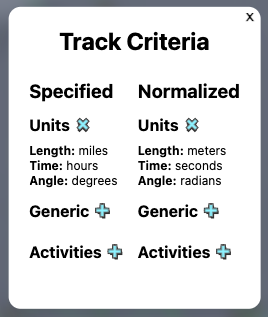 x
Track Criteria
Specified Normalized
Units Units
Length: miles Length: meters
Time: hours Time: seconds
Angle: degrees Angle: radians
Generic Generic
Activities Activities